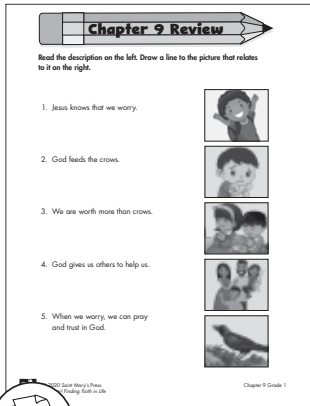 Chapter 9 Review
Read the description on the left. Draw a line to the picture that relates
to it on the right.
1. Jesus knows that we worry.
2. God feeds the crows.
3. We are worth more than crows.
4. God gives us others to help us.
5. When we worry, we can pray
and trust in God.
2020 Saint Mary's Press
Finding Faith in Life
Chapter 9 Grade 1